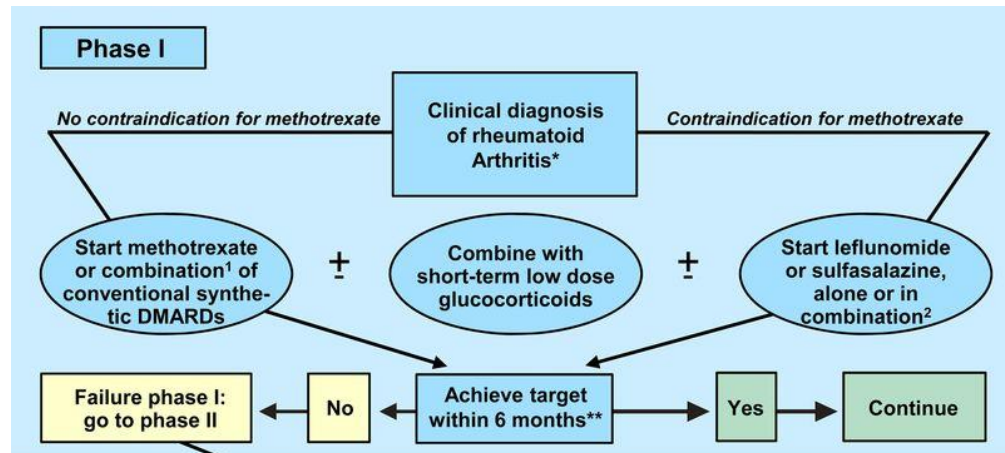 Phase I
Clinical diagnosis
of rheumatoid
Arthritis*
No contraindication for methotrexate
Contraindication for methotrexate
Start methotrexate
or combination¹ of
conventional synthe-
tic DMARDs
±
Combine with
short-term low dose
glucocorticoids
±
Start leflunomide
or sulfasalazine,
alone or in
combination²
Failure phase I:
go to phase II
No
Achieve target
within 6 months**
Yes
Continue